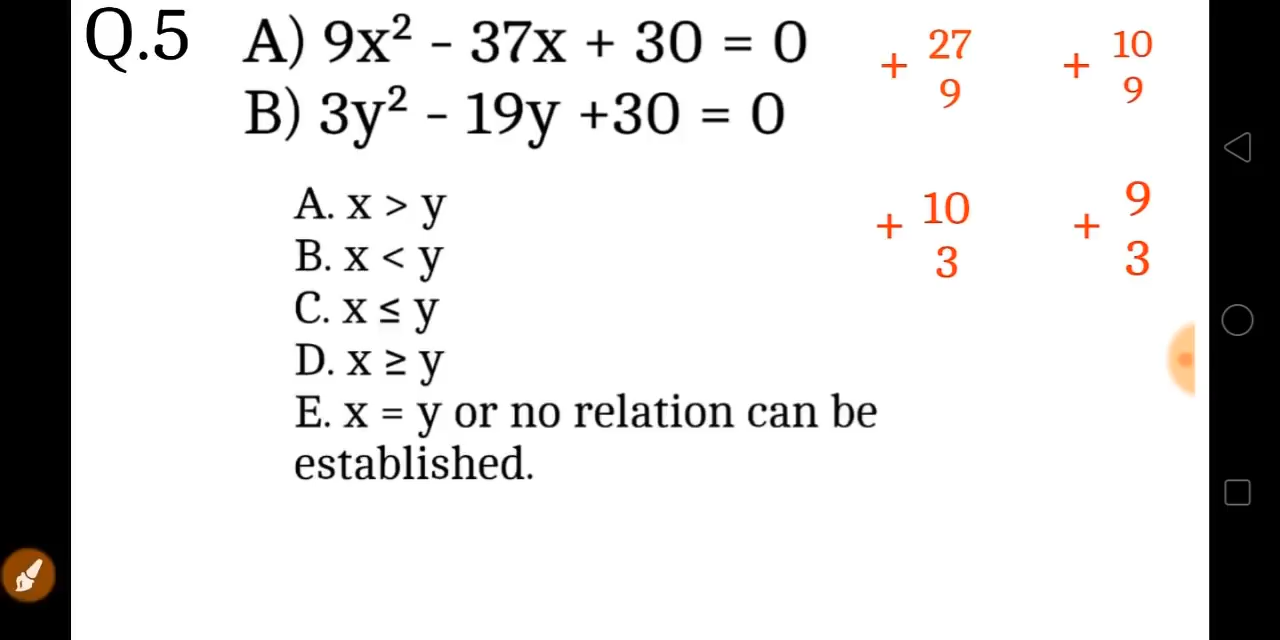 Q.5 A) 9x² - 37x + 30 = 0
B) 3y² - 19y +30 = 0
+ 27 + 10
9 9
A. x > y
B. x < y
C. x ≤ y
D. x ≥ y
E. x = y or no relation can be
established.
+ 10 + 9
3 3